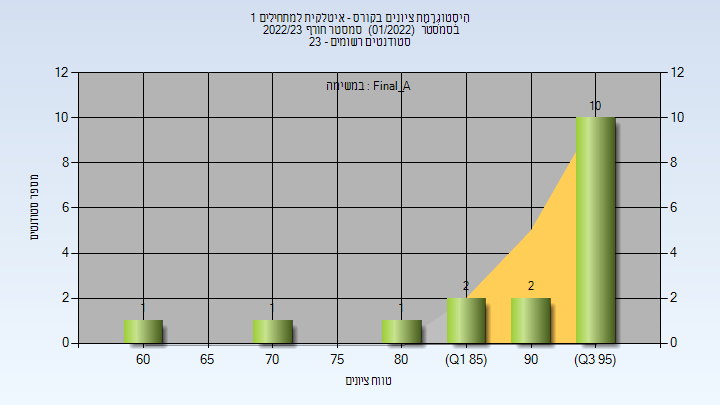 היסטוגרמת ציונים בקורס - איטלקית למתחילים 1
בסמסטר (01/2022) סמסטר חורף 2022/23
סטודנטים רשומים - 23
במשימה : Final_A
מספר סטודנטים
12 12
10 10
8 8
6 6
4 4
2 2
0 0
1 1 1 2 2 10
60 65 70 75 80 (Q1 85) 90 (Q3 95)
טווח ציונים